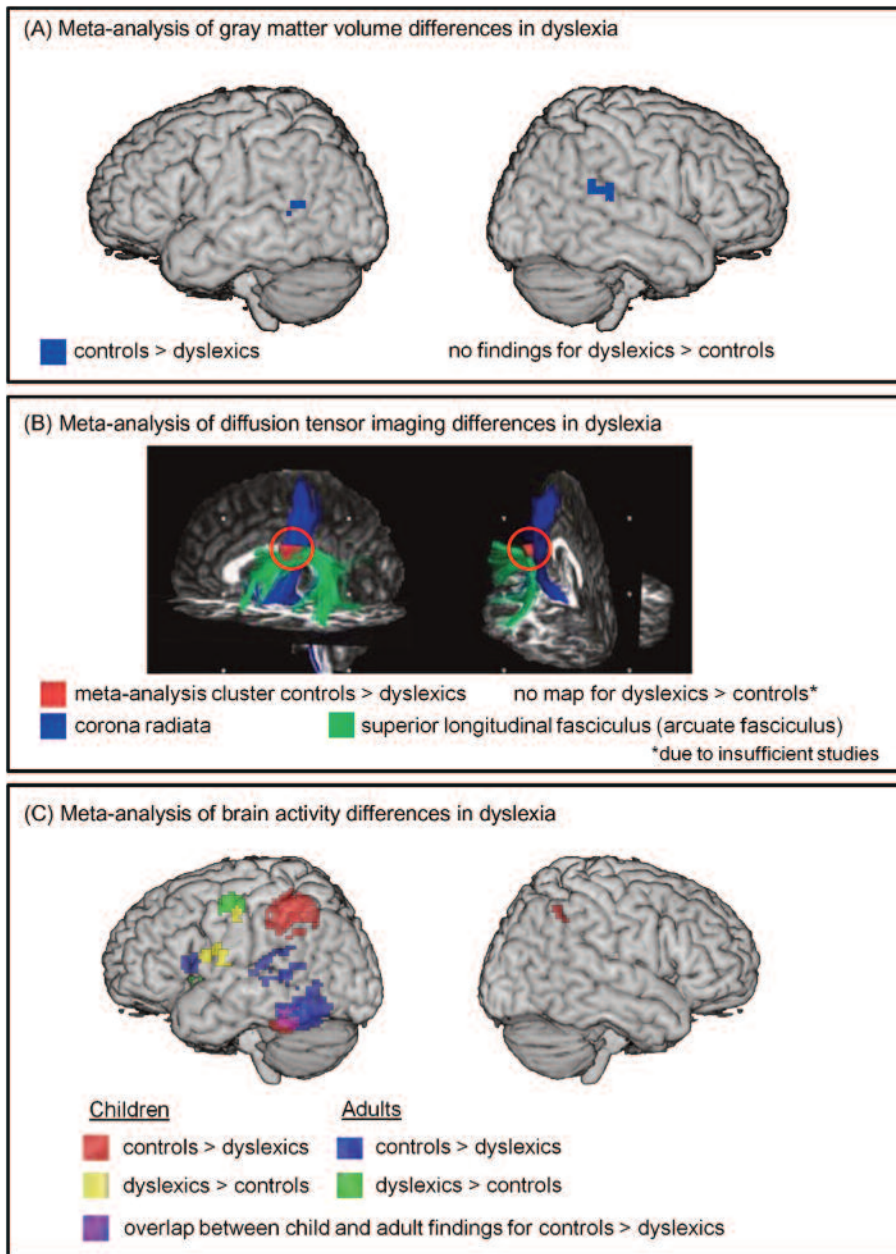 (A) Meta-analysis of gray matter volume differences in dyslexia
controls > dyslexics
no findings for dyslexics > controls
(B) Meta-analysis of diffusion tensor imaging differences in dyslexia
meta-analysis cluster controls > dyslexics
no map for dyslexics > controls*
corona radiata
superior longitudinal fasciculus (arcuate fasciculus)
*due to insufficient studies
(C) Meta-analysis of brain activity differences in dyslexia
Children
Adults
controls > dyslexics
controls > dyslexics
dyslexics > controls
dyslexics > controls
overlap between child and adult findings for controls > dyslexics